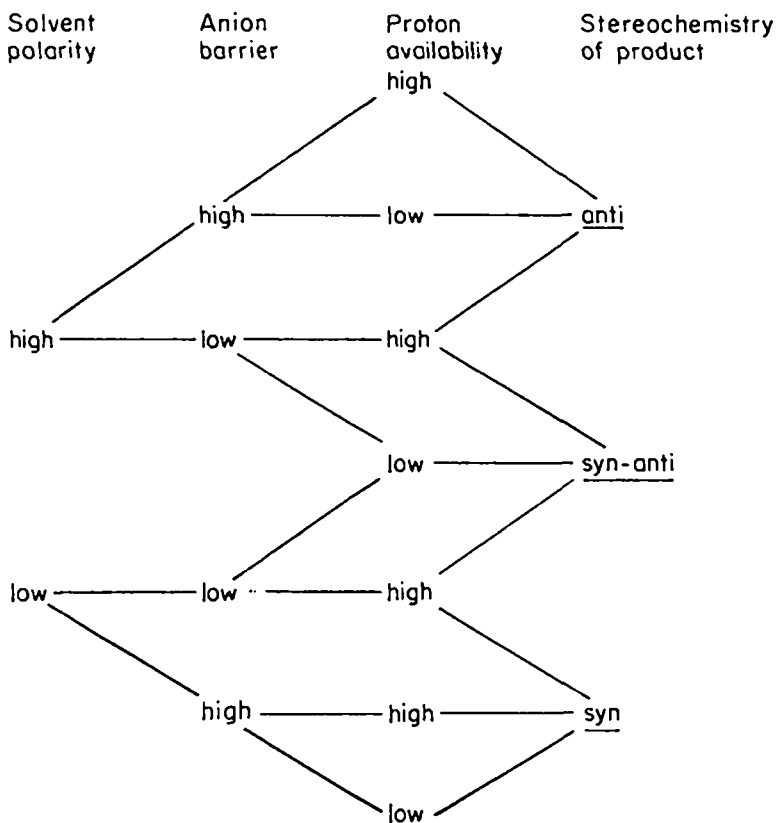 Solvent polarity
Anion barrier
Proton availability
Stereochemistry of product
high
high
low
anti
high
low
high
low
syn-anti
low
low
high
high
high
syn
low